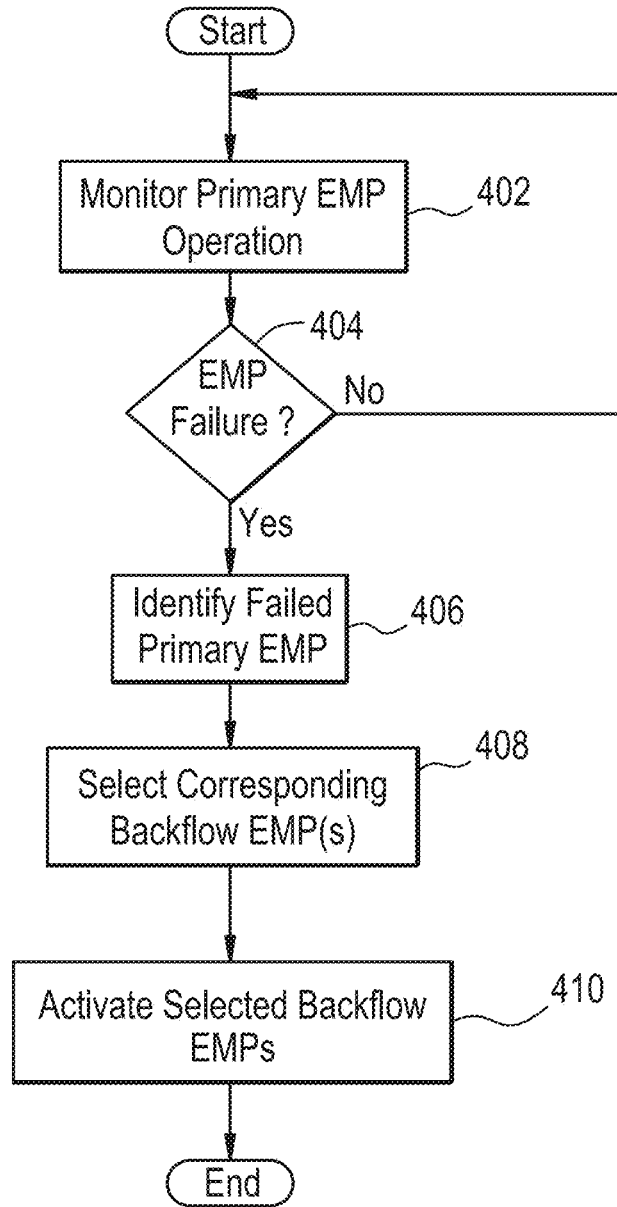 Start
Monitor Primary EMP
Operation
402
404
EMP
Failure ?
No
Yes
Identify Failed
Primary EMP
406
408
Select Corresponding
Backflow EMP(s)
Activate Selected Backflow
EMPs
410
End